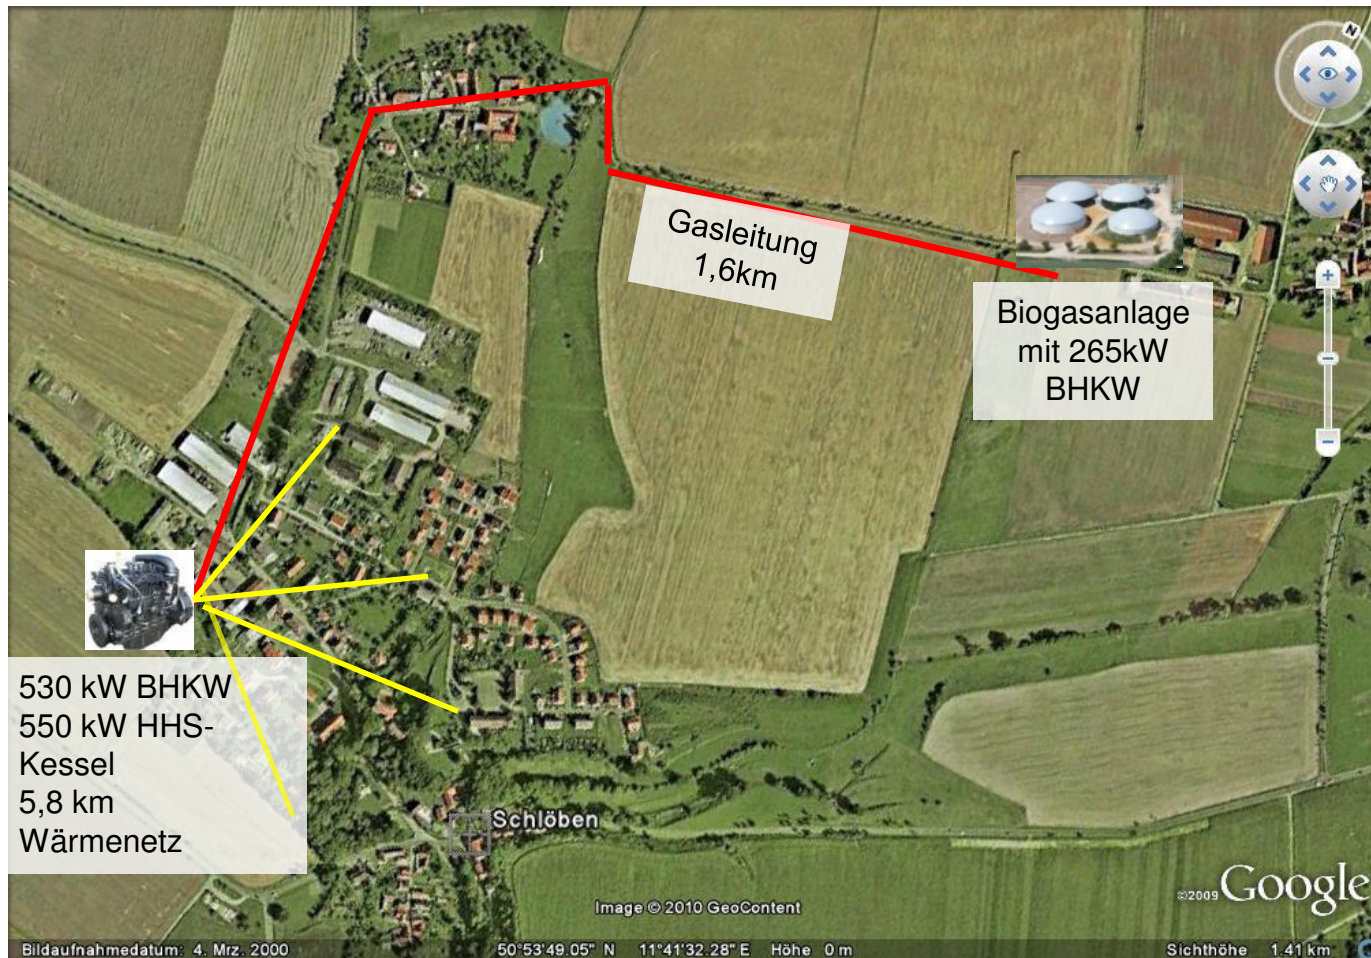 N
Gasleitung
1,6km
Biogasanlage
mit 265kW
BHKW
530 kW BHKW
550 kW HHS-
Kessel
5,8 km
Wärmenetz
Schlöben
©2009 Google
Image © 2010 GeoContent
Bildaufnahmedatum: 4. Mrz. 2000 50°53'49.05" N 11°41'32.28" E Höhe 0 m Sichthöhe 1.41 km